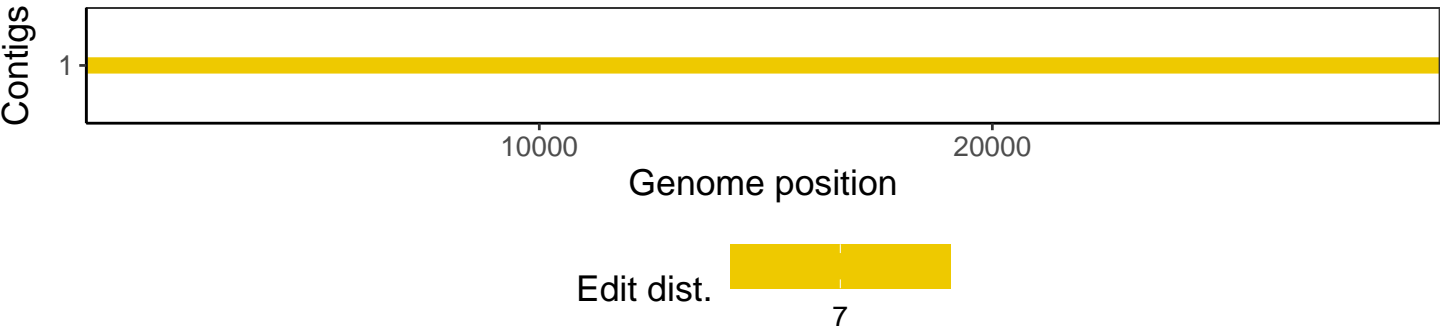 Contigs
1
10000 20000
Genome position
Edit dist.
7